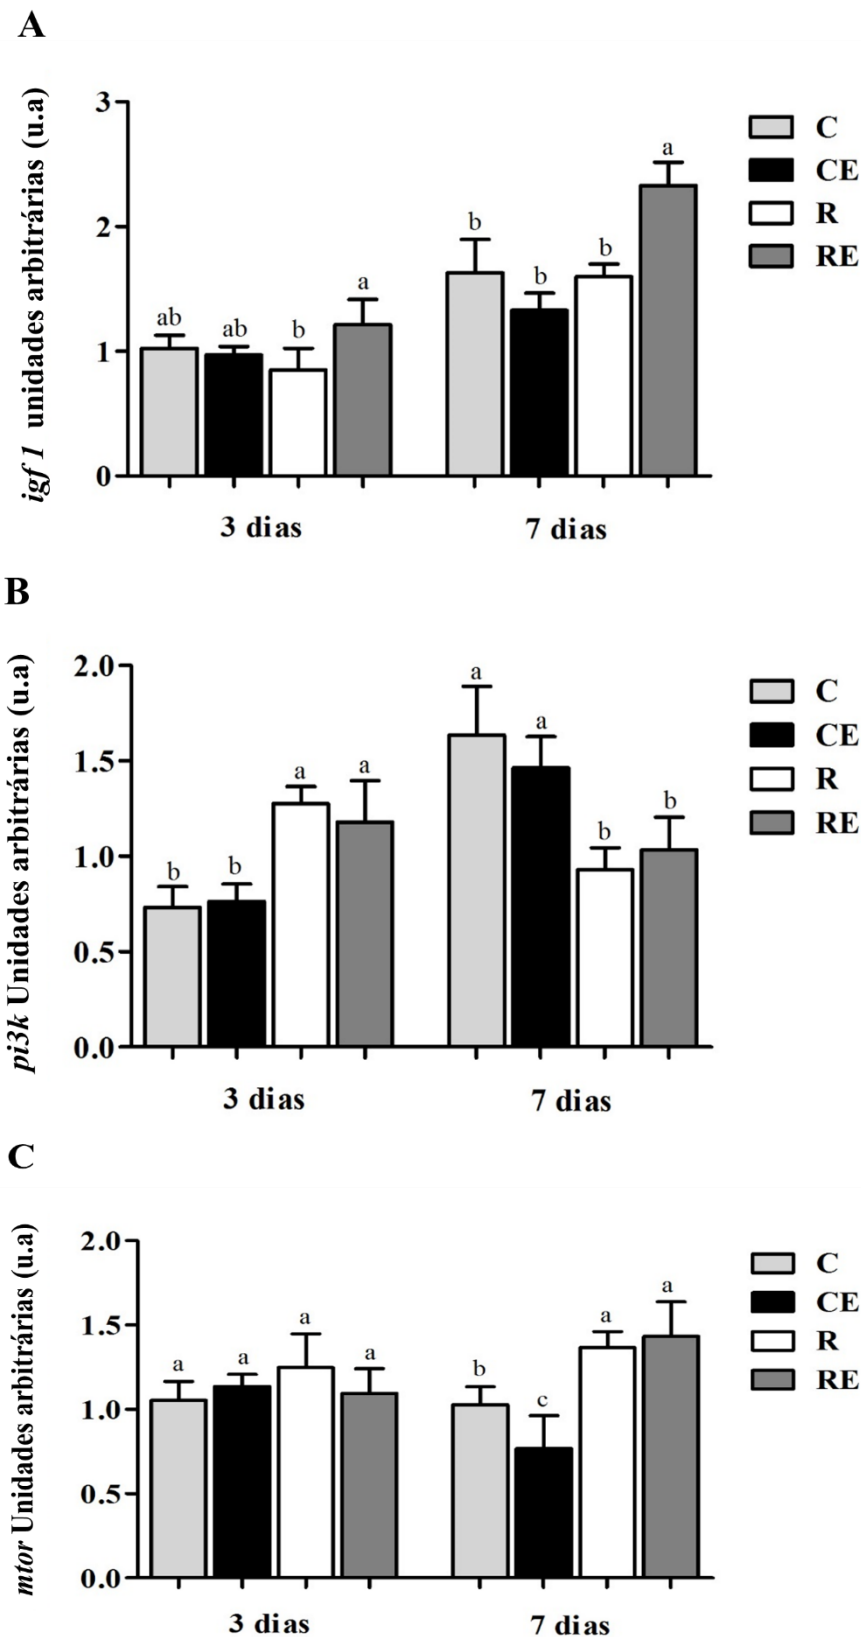 A
igf 1 unidades arbitrárias (u.a)
3
2
1
0
ab
ab
b
a
b
b
b
a
3 dias
7 dias
C
CE
R
RE
B
pi3k Unidades arbitrárias (u.a)
2.0
1.5
1.0
0.5
0.0
b
b
a
a
a
a
b
b
3 dias
7 dias
C
CE
R
RE
C
mtor Unidades arbitrárias (u.a)
2.0
1.5
1.0
0.5
0.0
a
a
a
a
b
c
a
a
3 dias
7 dias
C
CE
R
RE